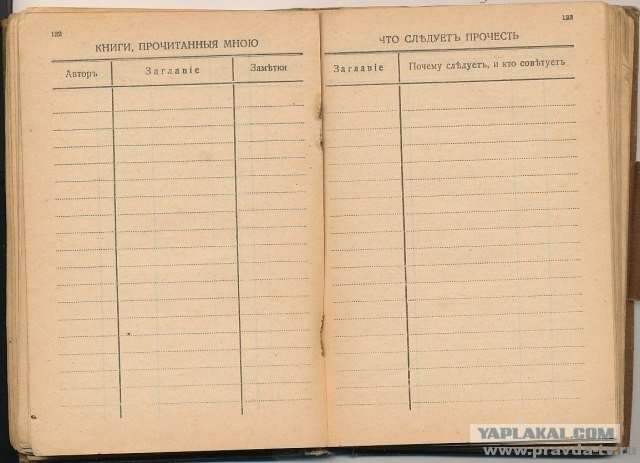 122
КНИГИ, ПРОЧИТАННЫЯ МНОЮ
Авторъ Заглавіе Замѣтки
123
ЧТО СЛѢДУЕТЪ ПРОЧЕСТЬ
Заглавіе Почему слѣдуетъ, и кто совѣтуетъ
YAPLAKAL.COM
www.pravda-tv.ru